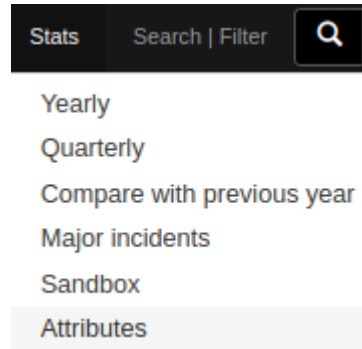 Stats Search | Filter
Yearly
Quarterly
Compare with previous year
Major incidents
Sandbox
Attributes